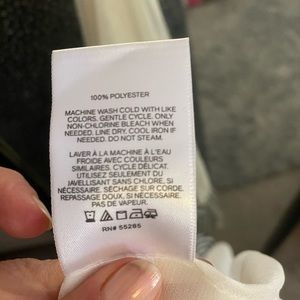 100% POLYESTER
MACHINE WASH COLD WITH LIKE
COLORS. GENTLE CYCLE. ONLY
NON-CHLORINE BLEACH WHEN
NEEDED. LINE DRY. COOL IRON IF
NEEDED. DO NOT STEAM.
LAVER À LA MACHINE À L'EAU
FROIDE AVEC COULEURS
SIMILAIRES. CYCLE DÉLICAT.
UTILISEZ SEULEMENT DU
JAVELLISANT SANS CHLORE, SI
NÉCESSAIRE. SÉCHAGE SUR CORDE.
REPASSAGE DOUX, SI NÉCESSAIRE.
PAS DE VAPEUR.
RN# 55285